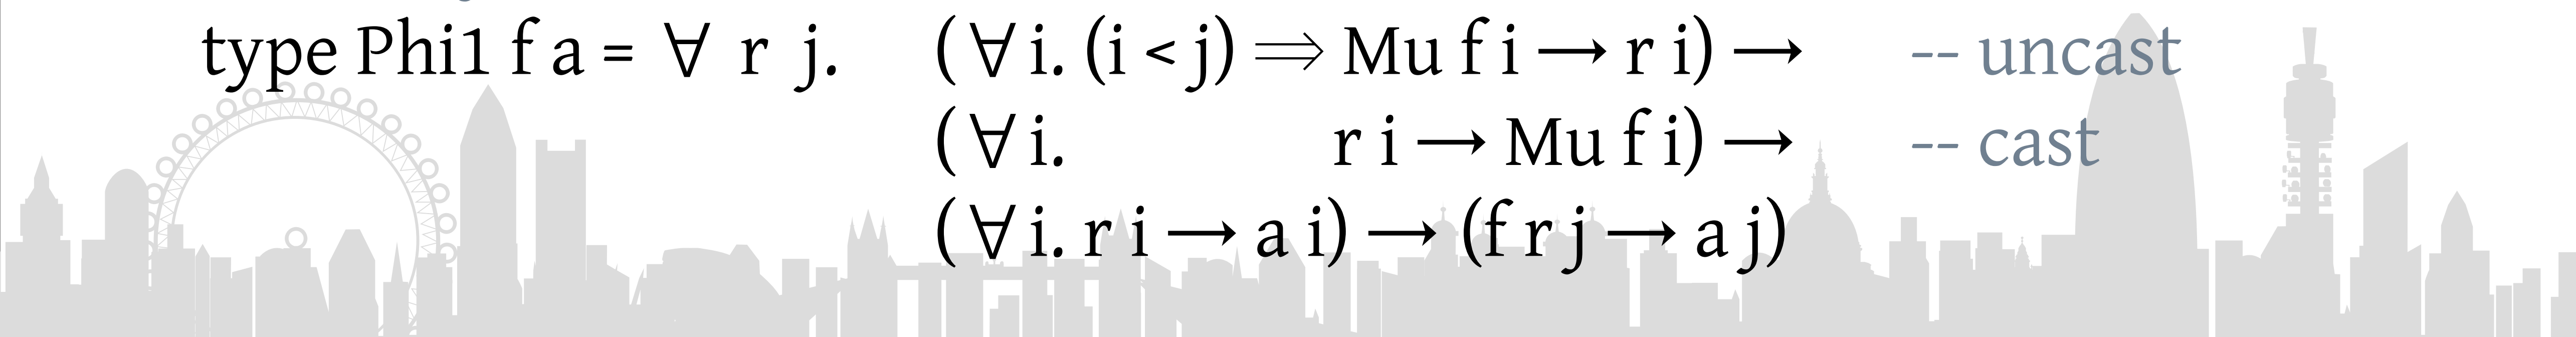 type Phi1 f a = ∀ r j. (∀ i. (i < j) ⟹ Mu f i ⟶ r i) ⟶ -- uncast
(∀ i. r i ⟶ Mu f i) ⟶ -- cast
(∀ i. r i ⟶ a i) ⟶ (f r j ⟶ a j)